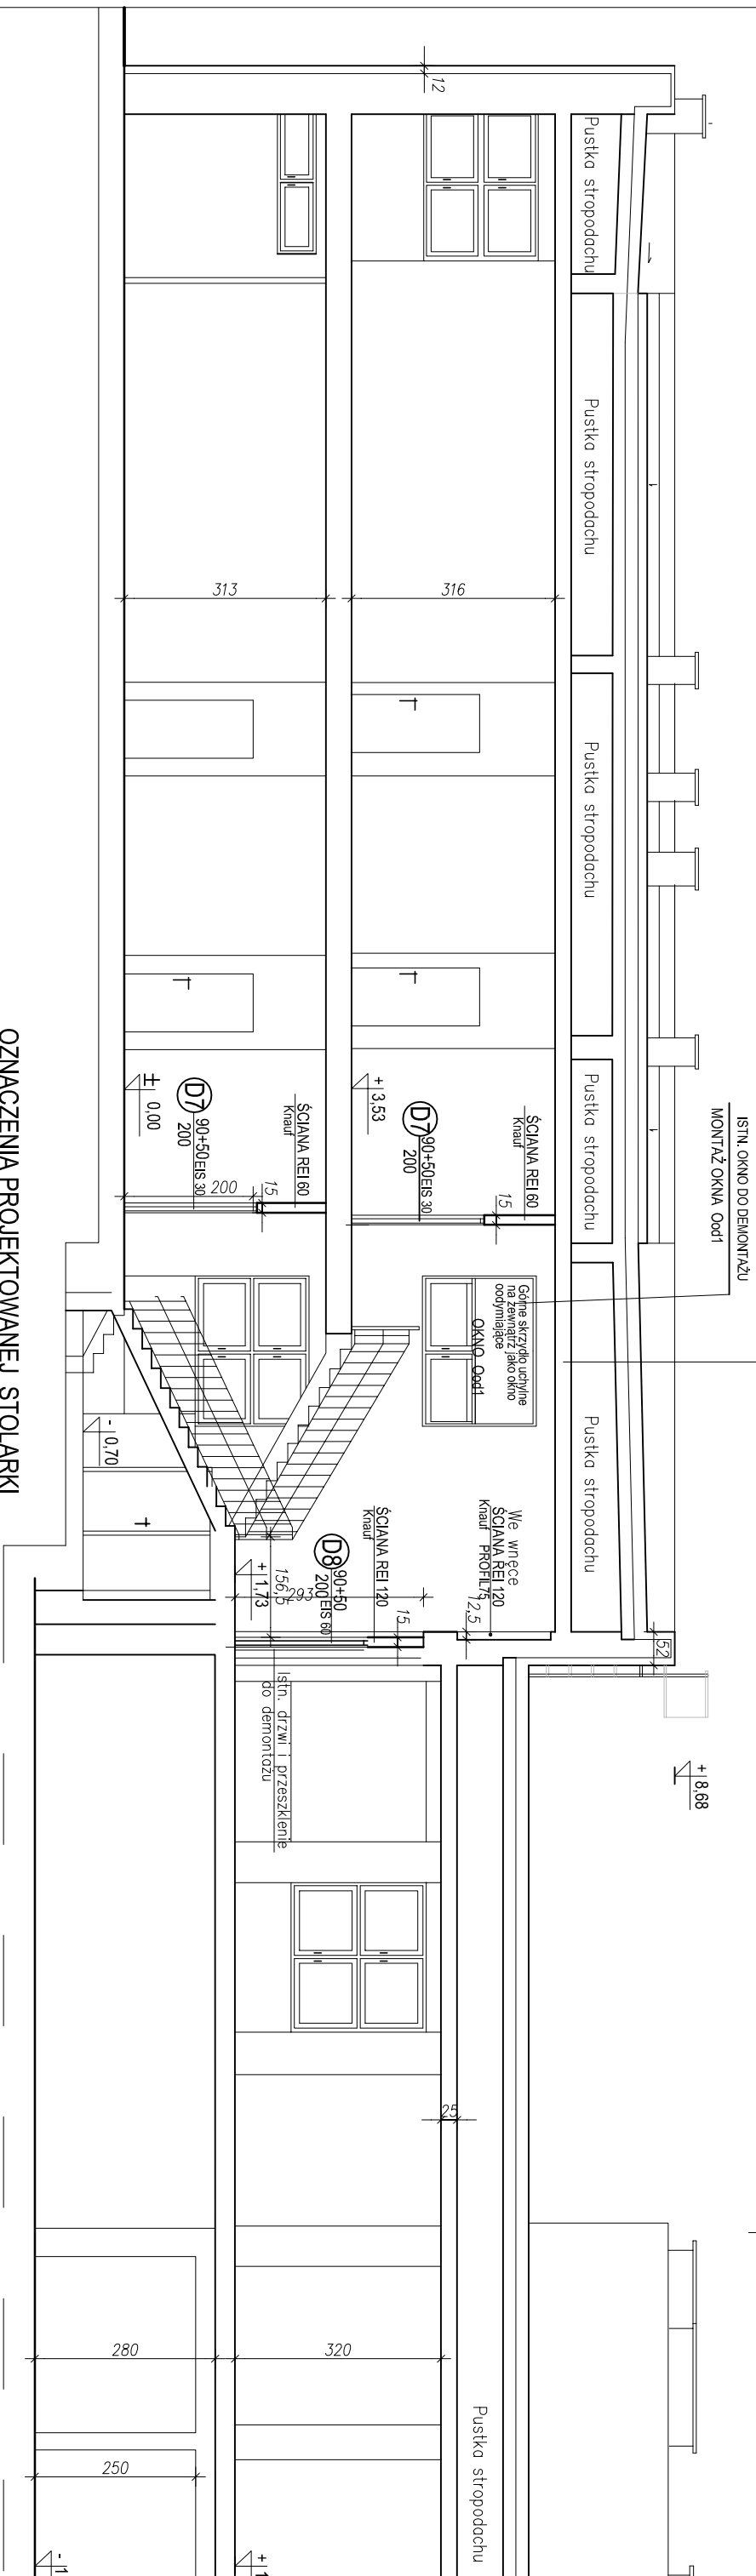 ISTN. OKNO DO DEMONTAŻU
MONTAŻ OKNA Ood1
12
Pustka stropodachu
Pustka stropodachu
Pustka stropodachu
Pustka stropodachu
Pustka stropodachu
52
+ 8,68
316
313
+ 3,53
D7
90+50 EIS 30
200
ŚCIANA REI 60
Knauf
15
Górne skrzydło uchylne
na zewnątrz jako okno
oodymiające
OKNO Ood1
We wnęce
ŚCIANA REI 120
Knauf PROFIL75
12,5
± 0,00
D7
90+50 EIS 30
200
ŚCIANA REI 60
Knauf
15
200
ŚCIANA REI 120
Knauf
15
D8
90+50
200 EIS 60
293
156,5
+ 1,73
- 0,70
Istn. drzwi i przeszklenie
do demontażu
25
320
280
250
Pustka stropodachu
OZNACZENIA PROJEKTOWANEJ STOLARKI